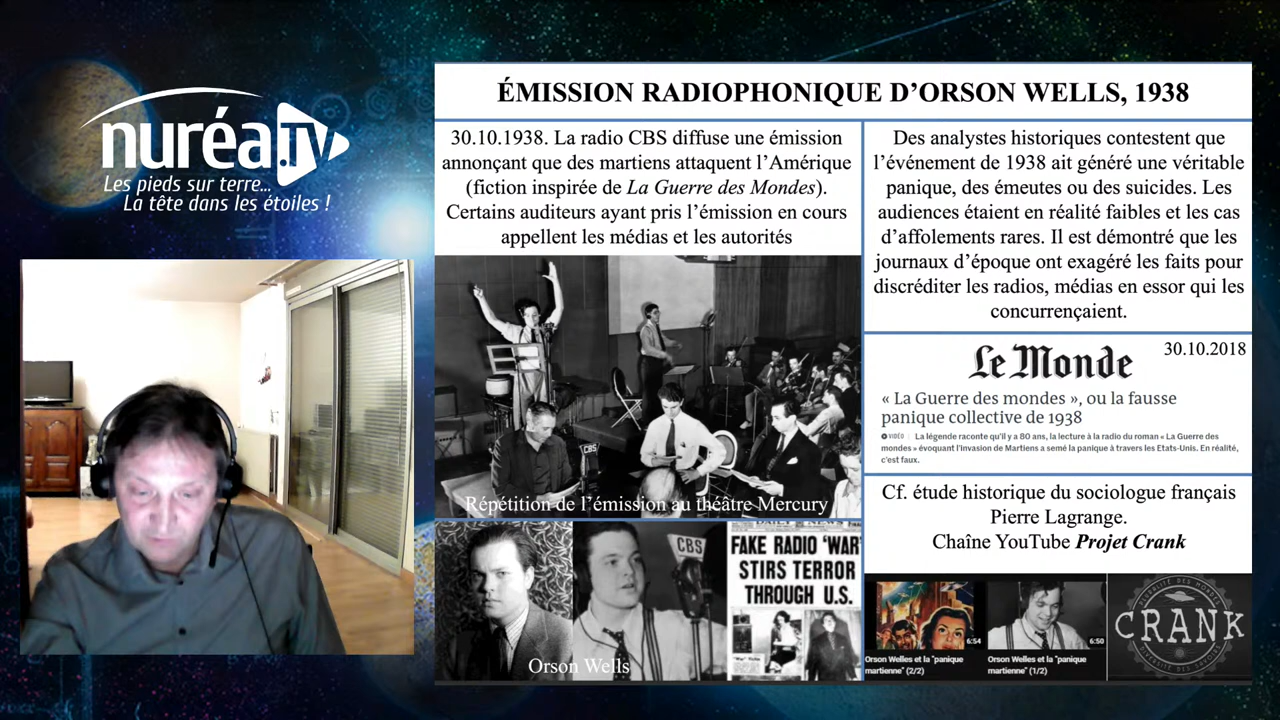 nuréa.TV
Les pieds sur terre...
La tête dans les étoiles !
ÉMISSION RADIOPHONIQUE D'ORSON WELLS, 1938
30.10.1938. La radio CBS diffuse une émission
annonçant que des martiens attaquent l'Amérique
(fiction inspirée de La Guerre des Mondes).
Certains auditeurs ayant pris l'émission en cours
appellent les médias et les autorités
CBS
Répétition de l'émission au théâtre Mercury
Orson Wells
CBS
DAILY NEWS
FAKE RADIO 'WAR'
STIRS TERROR
THROUGH U.S.
"War" Victim
Des analystes historiques contestent que
l'événement de 1938 ait généré une véritable
panique, des émeutes ou des suicides. Les
audiences étaient en réalité faibles et les cas
d'affolements rares. Il est démontré que les
journaux d'époque ont exagéré les faits pour
discréditer les radios, médias en essor qui les
concurrençaient.
Le Monde
30.10.2018
« La Guerre des mondes », ou la fausse
panique collective de 1938
VIDÉO | La légende raconte qu'il y a 80 ans, la lecture à la radio du roman « La Guerre des
mondes » évoquant l'invasion de Martiens a semé la panique à travers les Etats-Unis. En réalité,
c'est faux.
Cf. étude historique du sociologue français
Pierre Lagrange.
Chaîne YouTube Projet Crank
6:54
Orson Welles et la "panique
martienne" (2/2)
6:50
Orson Welles et la "panique
martienne" (1/2)
CRANK